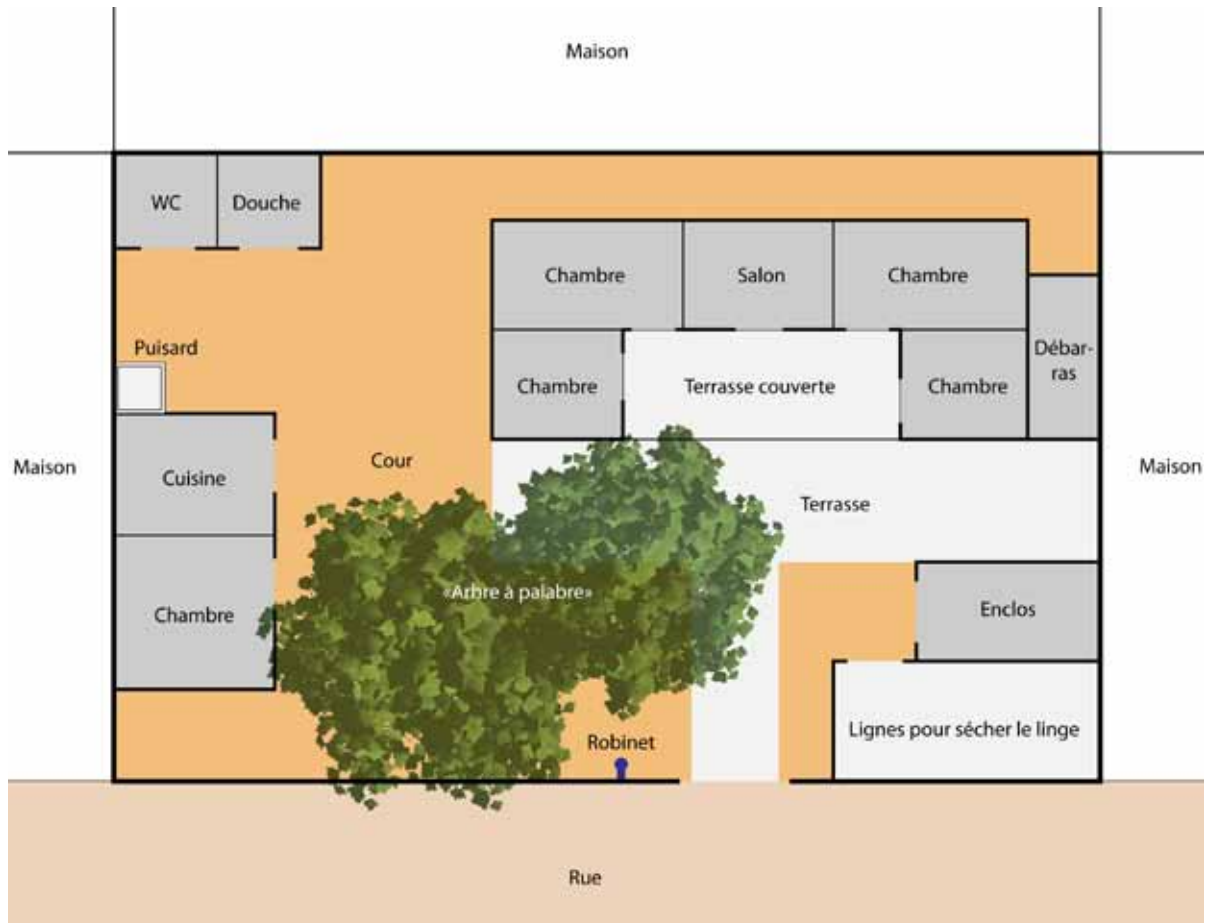 Maison
WC
Douche
Chambre
Salon
Chambre
Puisard
Débar-
ras
Chambre
Terrasse couverte
Chambre
Maison
Cuisine
Cour
Maison
Terrasse
«Arbre à palabre»
Chambre
Enclos
Robinet
Lignes pour sécher le linge
Rue